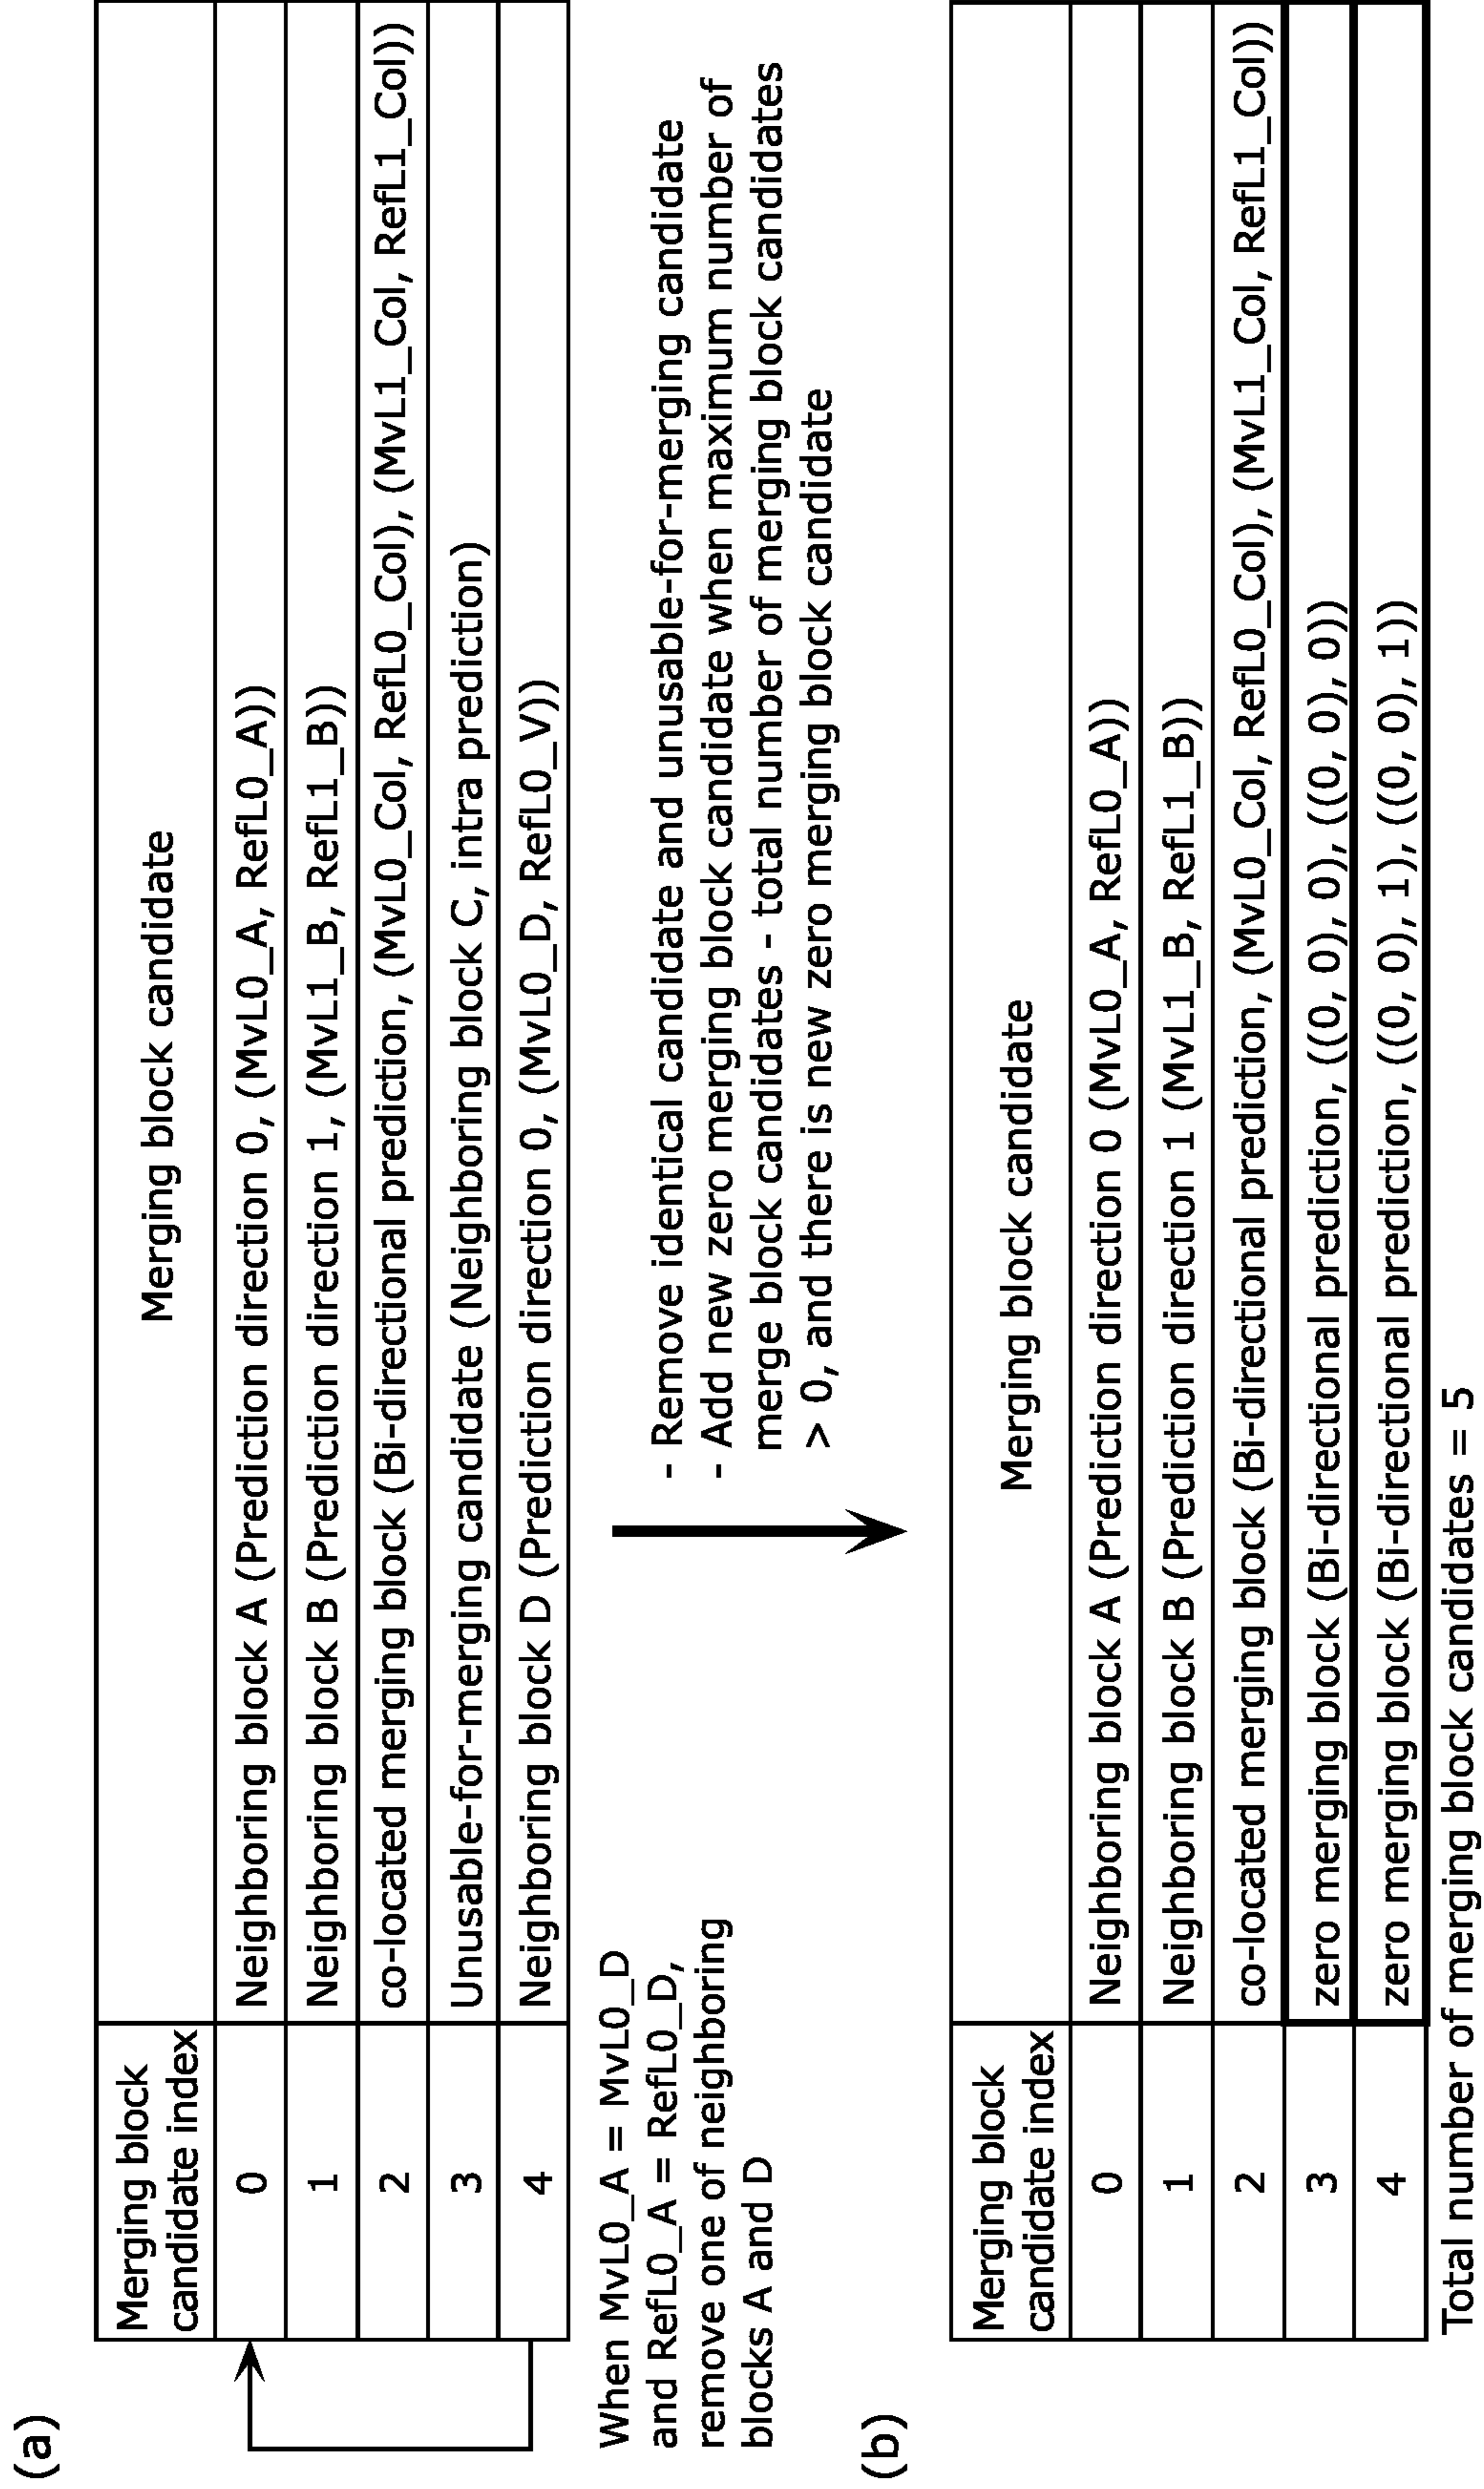 (a)
Merging block
candidate index
Merging block candidate
0
Neighboring block A (Prediction direction 0, (MvL0_A, RefL0_A))
1
Neighboring block B (Prediction direction 1, (MvL1_B, RefL1_B))
2
co-located merging block (Bi-directional prediction, (MvL0_Col, RefL0_Col), (MvL1_Col, RefL1_Col))
3
Unusable-for-merging candidate (Neighboring block C, intra prediction)
4
Neighboring block D (Prediction direction 0, (MvL0_D, RefL0_V))
When MvL0_A = MvL0_D
and RefL0_A = RefL0_D,
remove one of neighboring
blocks A and D
- Remove identical candidate and unusable-for-merging candidate
- Add new zero merging block candidate when maximum number of
merge block candidates - total number of merging block candidates
> 0, and there is new zero merging block candidate
(b)
Merging block
candidate index
Merging block candidate
0
Neighboring block A (Prediction direction 0 (MvL0_A, RefL0_A))
1
Neighboring block B (Prediction direction 1 (MvL1_B, RefL1_B))
2
co-located merging block (Bi-directional prediction, (MvL0_Col, RefL0_Col), (MvL1_Col, RefL1_Col))
3
zero merging block (Bi-directional prediction, ((0, 0), 0), ((0, 0), 0))
4
zero merging block (Bi-directional prediction, ((0, 0), 1), ((0, 0), 1))
Total number of merging block candidates = 5